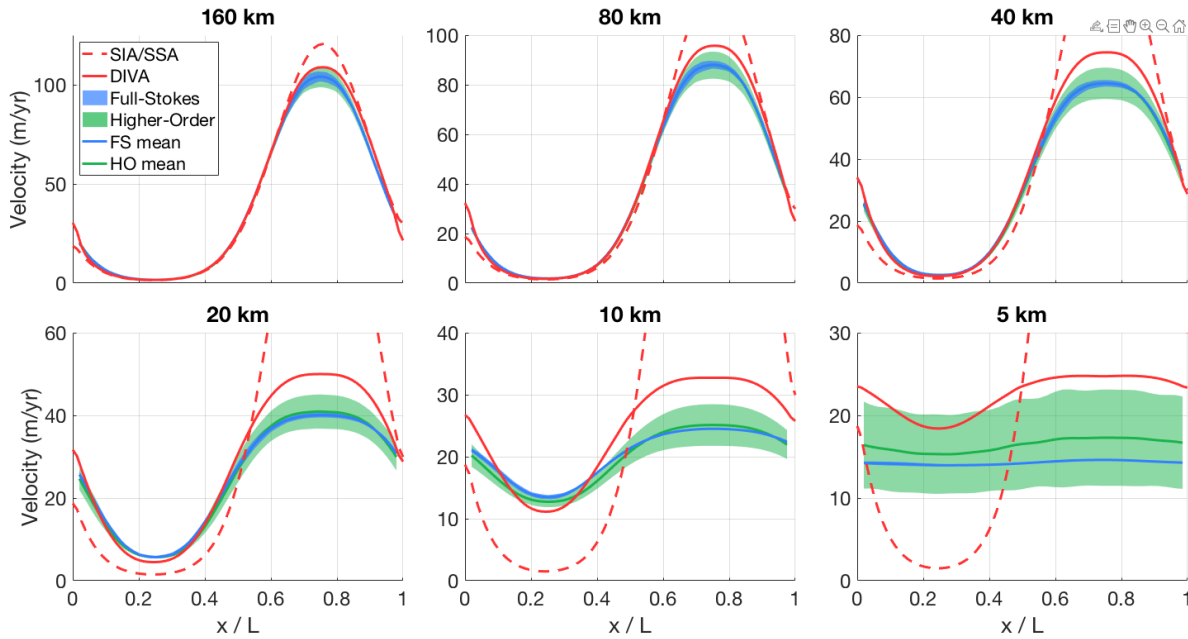 160 km
80 km
40 km
SIA/SSA
DIVA
Full-Stokes
Higher-Order
FS mean
HO mean
Velocity (m/yr)
100
50
0
100
80
60
40
20
0
80
60
40
20
0
20 km
10 km
5 km
Velocity (m/yr)
60
40
20
0
40
30
20
10
0
30
20
10
0
0 0.2 0.4 0.6 0.8 1
0 0.2 0.4 0.6 0.8 1
0 0.2 0.4 0.6 0.8 1
x / L
x / L
x / L